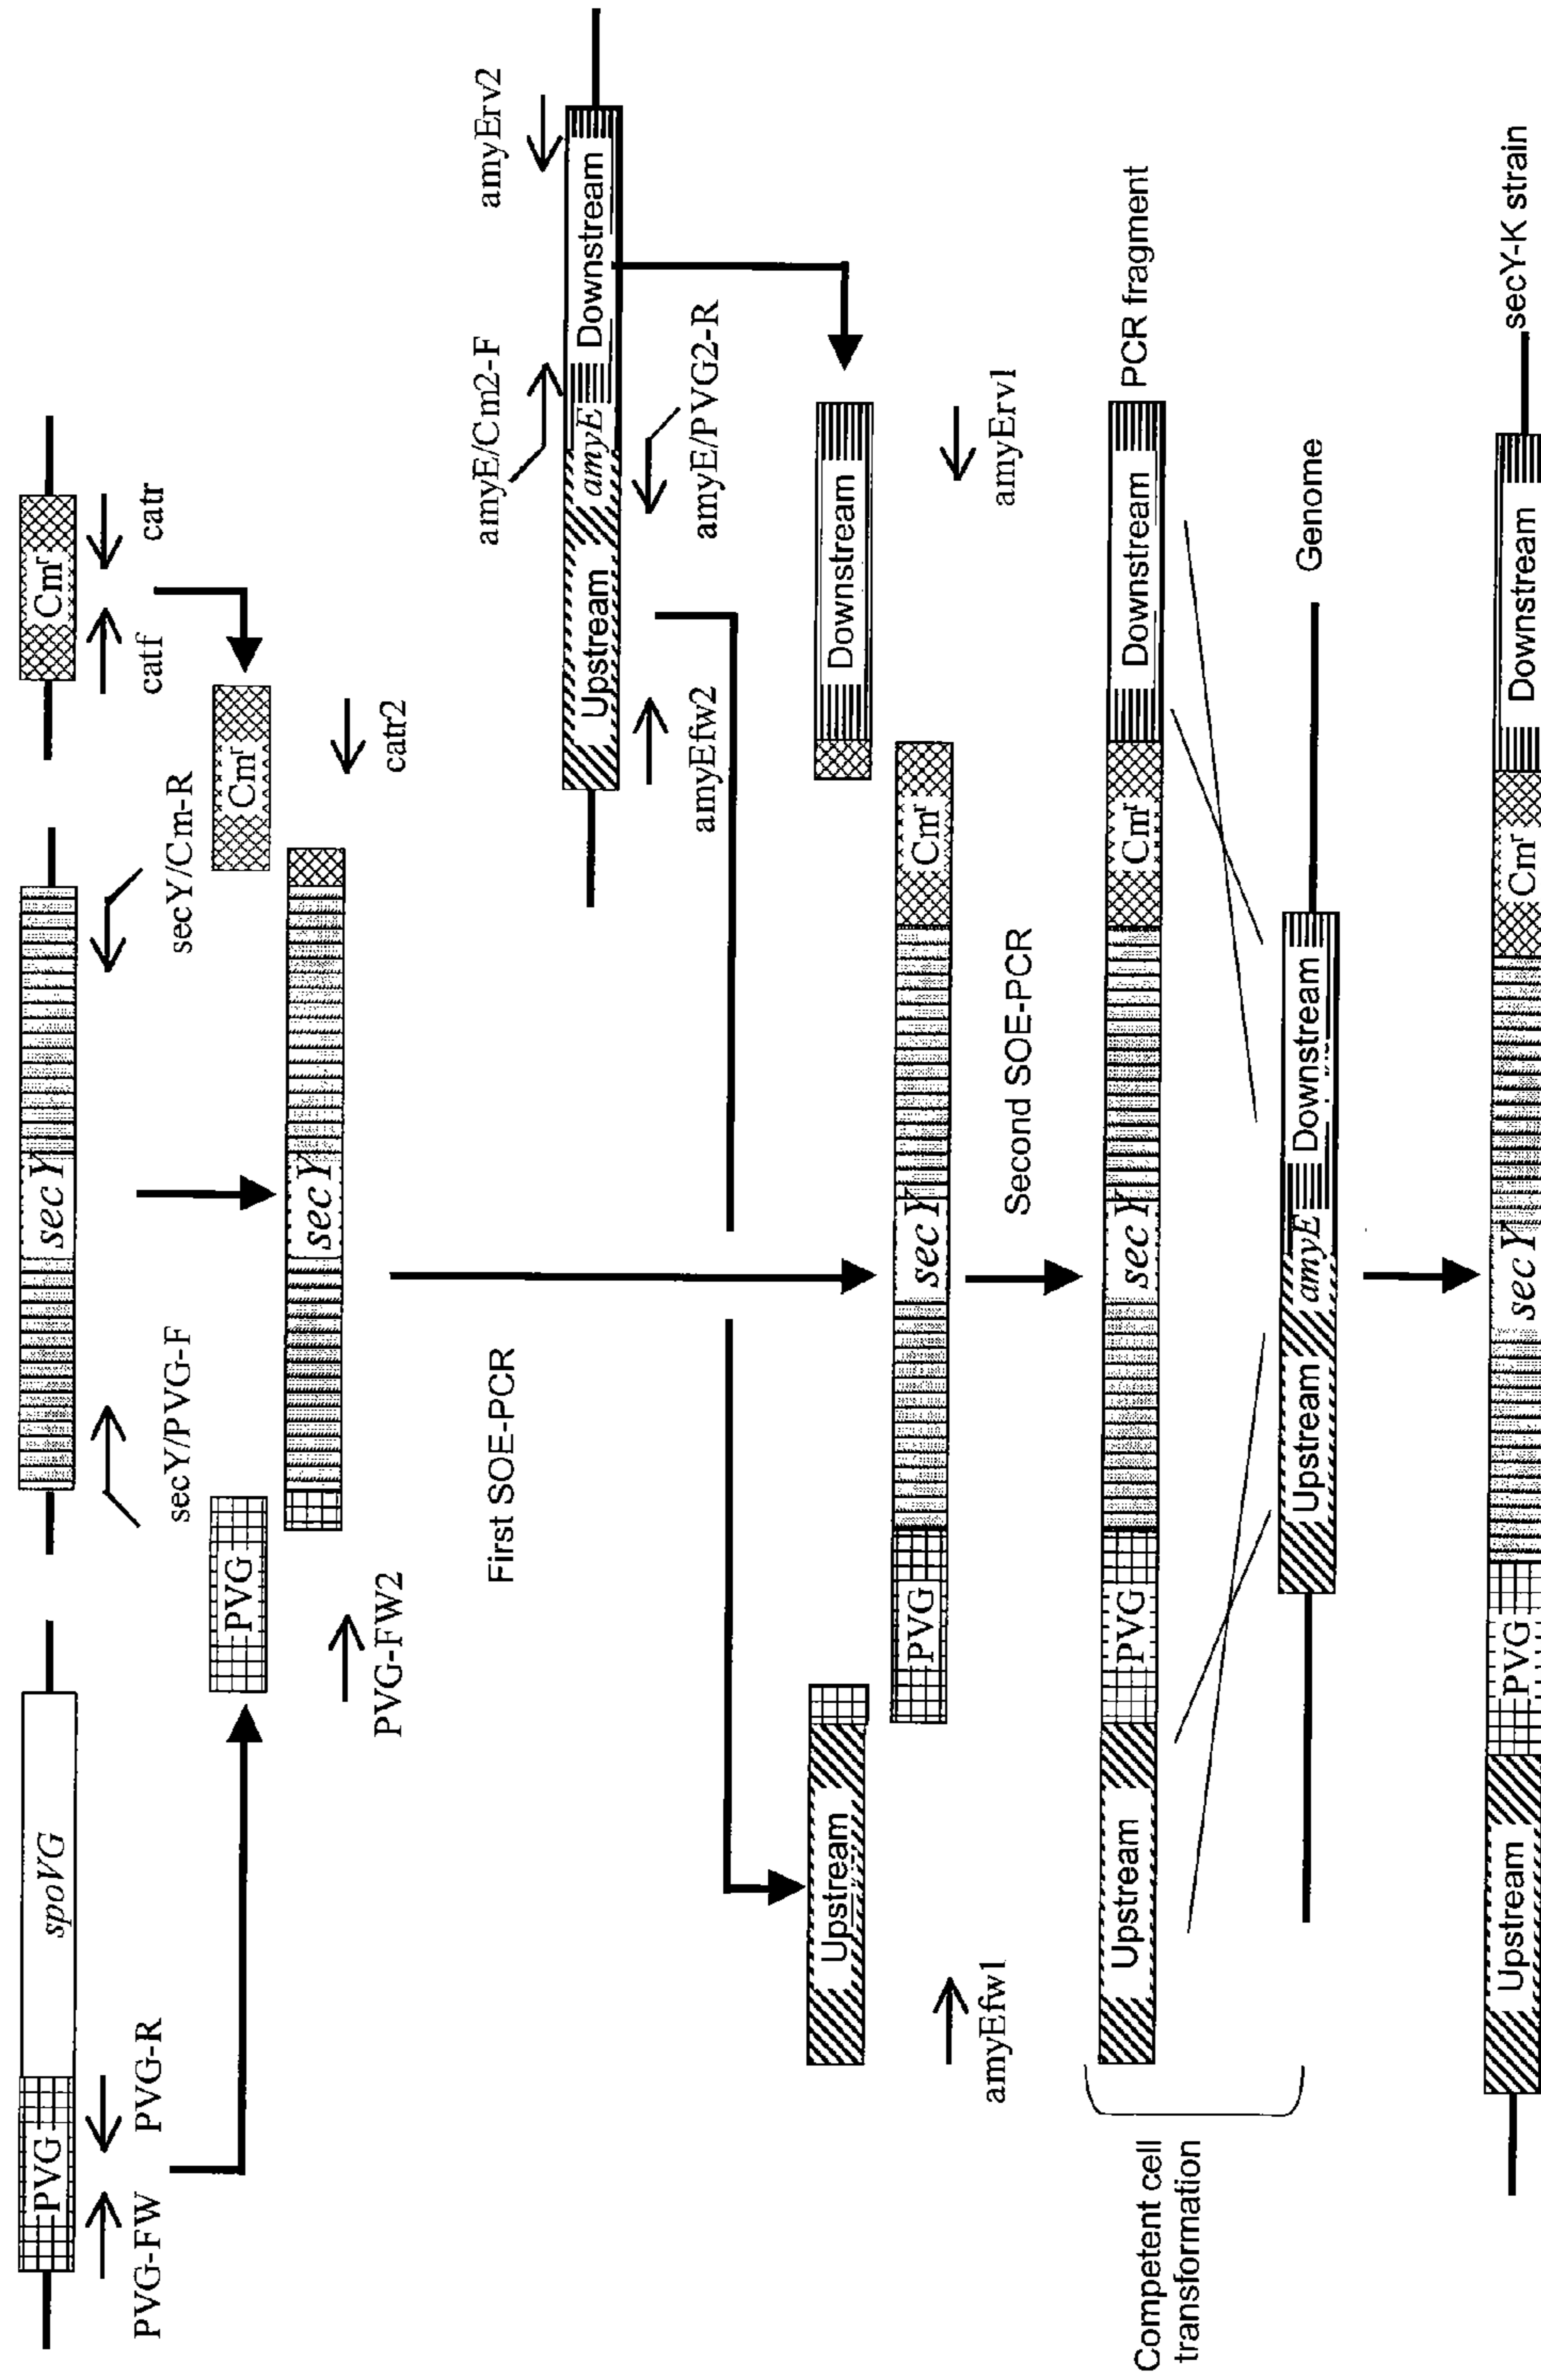 PVG
spoVG
secY
Cmʳ
PVG-FW
PVG-R
secY/PVG-F
secY/Cm-R
catf
catr
PVG
Cmʳ
secY
PVG-FW2
catr2
First SOE-PCR
amyE/Cm2-F
amyErv2
Upstream
amyE
Downstream
amyEfw2
amyE/PVG2-R
Upstream
Downstream
PVG
secY
Cmʳ
amyEfw1
amyErv1
Second SOE-PCR
Upstream
PVG
secY
Cmʳ
Downstream
PCR fragment
Competent cell
transformation
Upstream
amyE
Downstream
Genome
Upstream
PVG
secY
Cmʳ
Downstream
secY-K strain